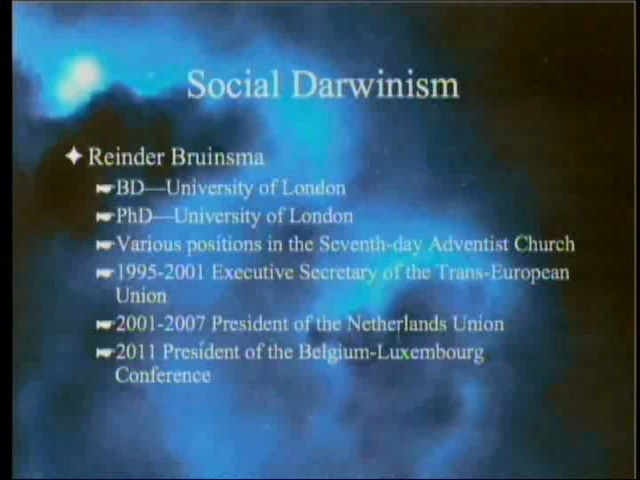 Social Darwinism
Reinder Bruinsma
BD—University of London
PhD—University of London
Various positions in the Seventh-day Adventist Church
1995-2001 Executive Secretary of the Trans-European
Union
2001-2007 President of the Netherlands Union
2011 President of the Belgium-Luxembourg
Conference